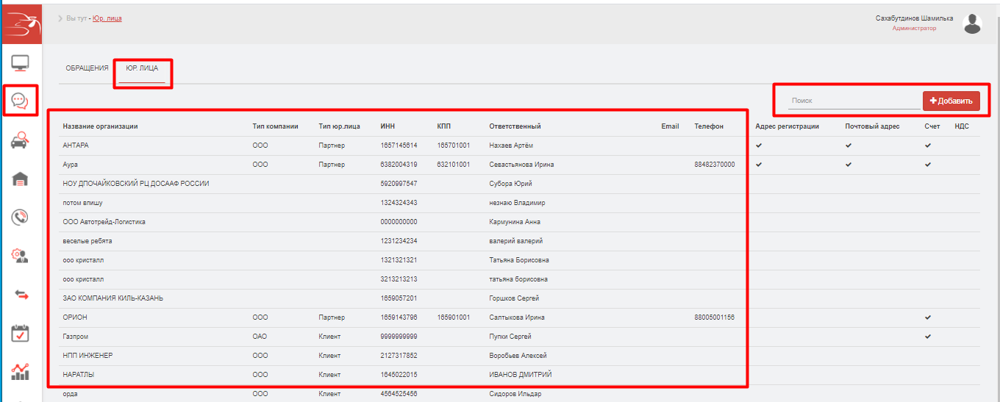 Вы тут - Юр. лица
Сахабутдинов Шамилька
Администратор
ОБРАЩЕНИЯ ЮР. ЛИЦА
Поиск Добавить
Название организации Тип компании Тип юр.лица ИНН КПП Ответственный Email Телефон Адрес регистрации Почтовый адрес Счет НДС
АНТАРА ООО Партнер 1657145614 165701001 Нахаев Артём
Аура ООО Партнер 6382004319 632101001 Севастьянова Ирина 88482370000
НОУ ДПОЧАЙКОВСКИЙ РЦ ДОСААФ РОССИИ 5920997547 Субора Юрий
потом впишу 1324324343 незнаю Владимир
ООО Автотрейд-Логистика 0000000000 Кармунина Анна
веселые ребята 1231234234 валерий валерий
ооо кристалл 1321321321 Татьяна Борисовна
ооо кристалл 3213213213 татьяна борисовна
ЗАО КОМПАНИЯ КИЛЬ-КАЗАНЬ 1659057201 Горшков Сергей
ОРИОН ООО Партнер 1659143796 165901001 Салтыкова Ирина 88005001156
Газпром ОАО Клиент 9999999999 Пупки Сергей
НПП ИНЖЕНЕР ООО Клиент 2127317852 Воробьев Алексей
НАРАТЛЫ ООО Клиент 1645022015 ИВАНОВ ДМИТРИЙ
орда ООО Клиент 4564525456 Сидоров Ильдар